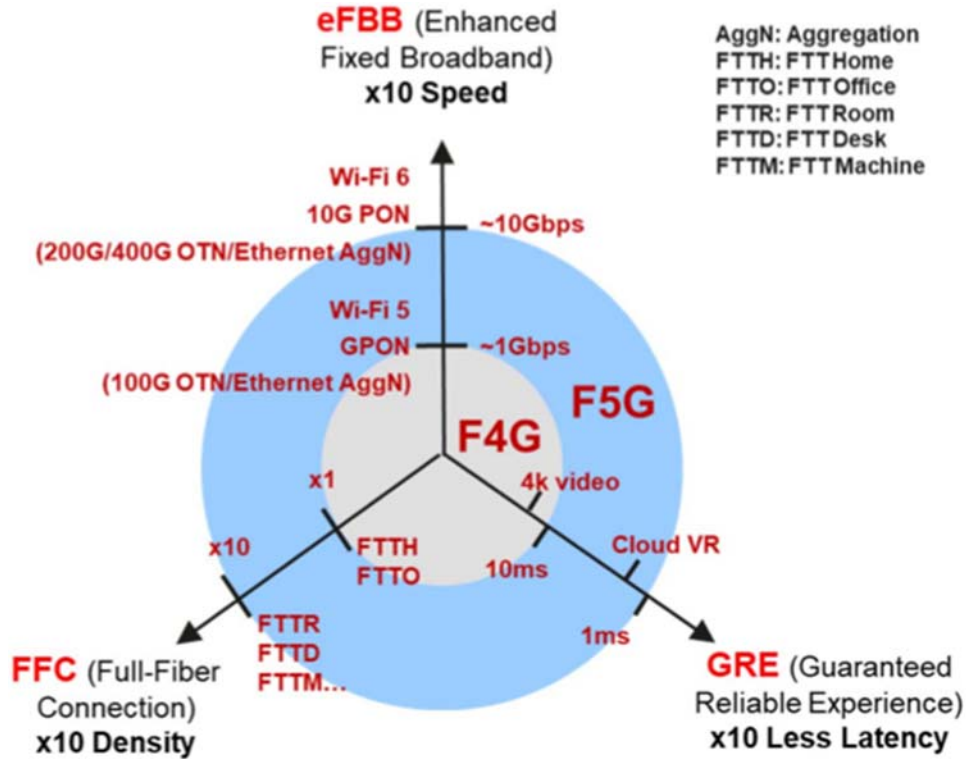 eFBB (Enhanced
Fixed Broadband)
x10 Speed
AggN: Aggregation
FTTH: FTTHome
FTTO: FTTOffice
FTTR: FTTRoom
FTTD: FTTDesk
FTTM: FTTMachine
Wi-Fi 6
10G PON
~10Gbps
(200G/400G OTN/Ethernet AggN)
Wi-Fi 5
GPON
~1Gbps
(100G OTN/Ethernet AggN)
F5G
F4G
x1
4k video
x10
FTTH
FTTO
10ms
Cloud VR
FTTR
FTTD
FTTM...
1ms
FFC (Full-Fiber
Connection)
x10 Density
GRE (Guaranteed
Reliable Experience)
x10 Less Latency